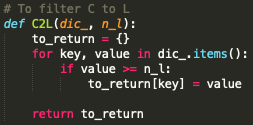 # To filter C to L
def C2L(dic_, n_l):
    to_return = {}
    for key, value in dic_.items():
        if value >= n_l:
            to_return[key] = value

    return to_return